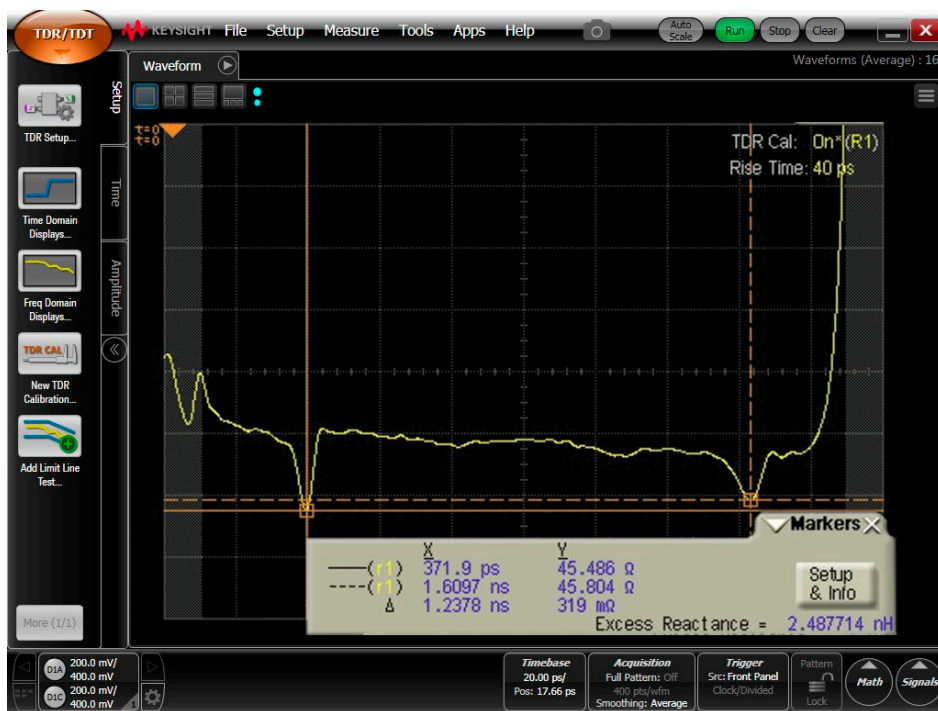 TDR/TDT
KEYSIGHT File Setup Measure Tools Apps Help
Auto
Scale
Run
Stop
Clear
Waveform
Waveforms (Average) : 16
Setup
Time
Amplitude
TDR Setup...
Time Domain
Displays...
Freq Domain
Displays...
TDR CAL
New TDR
Calibration...
Add Limit Line
Test...
More (1/1)
t=0
t=0
TDR Cal: On*(R1)
Rise Time: 40 ps
Markers
X Y
(r1) 371.9 ps 45.486 Ω
(r1) 1.6097 ns 45.804 Ω
Δ 1.2378 ns 319 mΩ
Excess Reactance = 2.487714 nH
Setup
& Info
D1A 200.0 mV/
400.0 mV
D1C 200.0 mV/
400.0 mV
1
Timebase
20.00 ps/
Pos: 17.66 ps
Acquisition
Full Pattern: Off
400 pts/wfm
Smoothing: Average
Trigger
Src: Front Panel
Clock/Divided
Pattern
Lock
Math
Signals